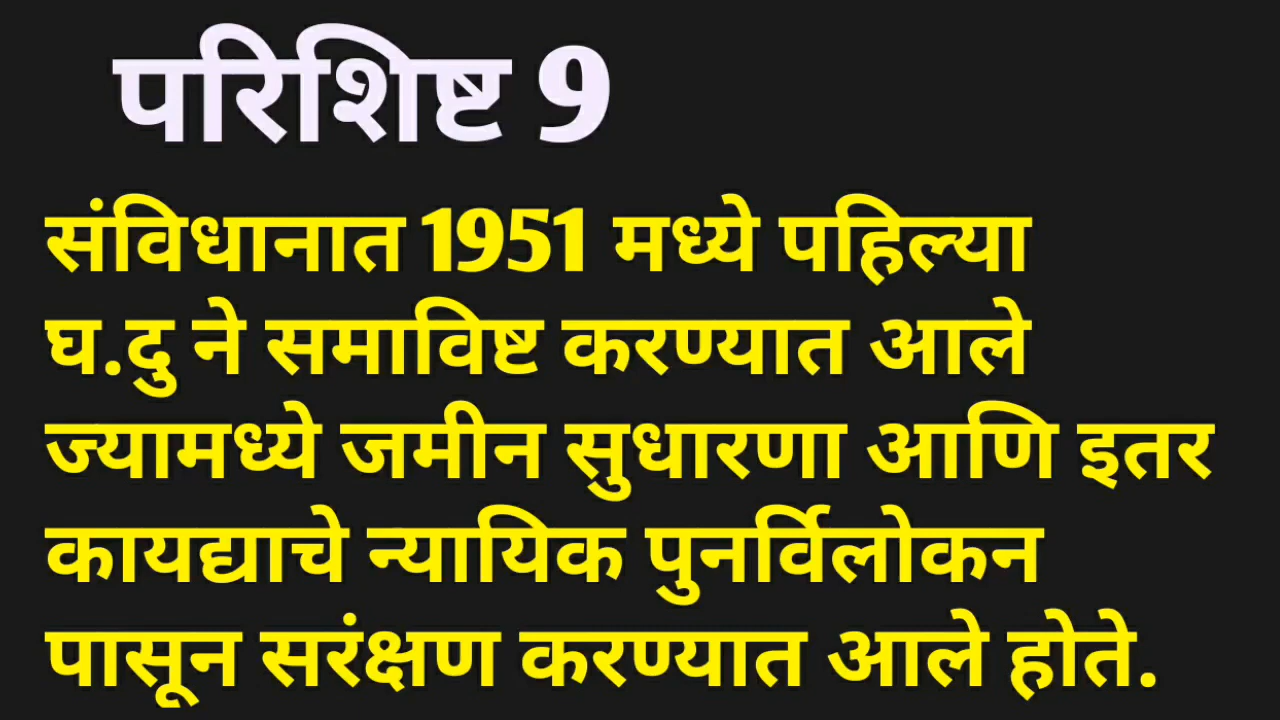 परिशिष्ट 9
संविधानात 1951 मध्ये पहिल्या
घ.दु ने समाविष्ट करण्यात आले
ज्यामध्ये जमीन सुधारणा आणि इतर
कायद्याचे न्यायिक पुनर्विलोकन
पासून सरंक्षण करण्यात आले होते.